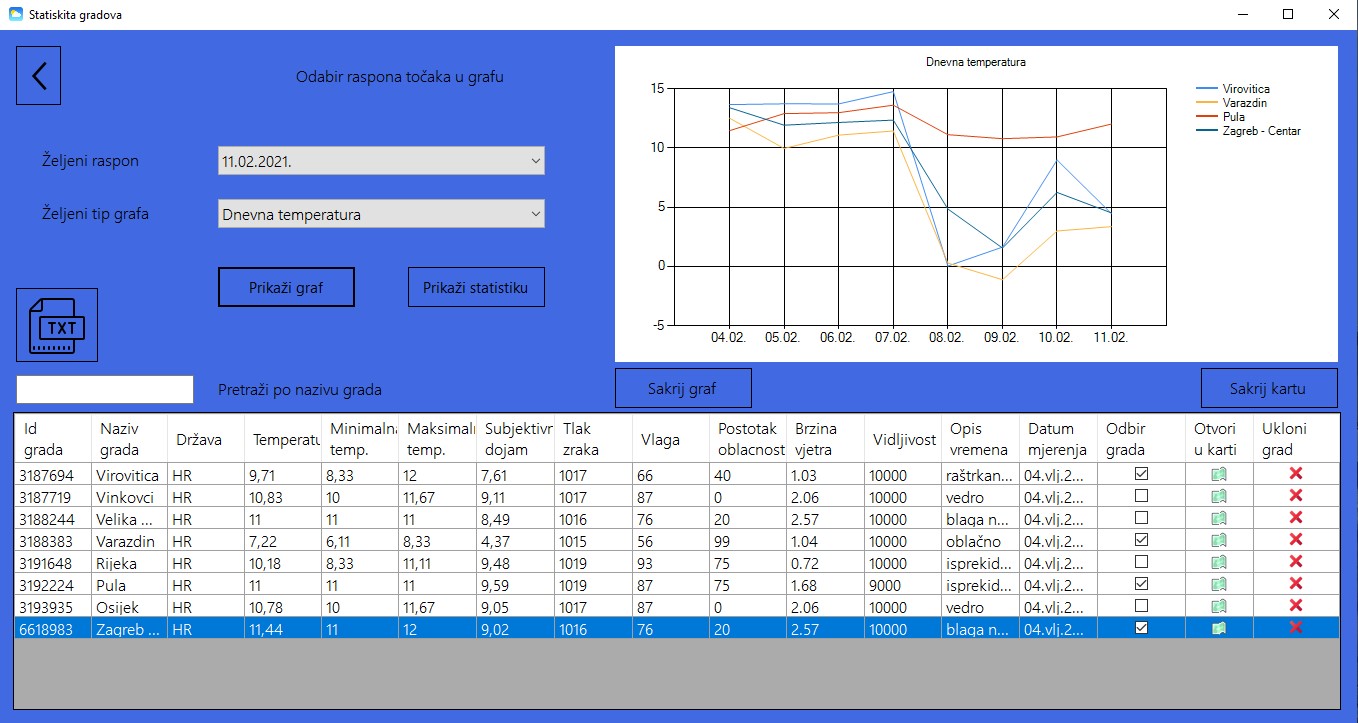 Statiskita gradova
Odabir raspona točaka u grafu
Željeni raspon
11.02.2021.
Željeni tip grafa
Dnevna temperatura
Prikaži graf
Prikaži statistiku
TXT
Pretraži po nazivu grada
Dnevna temperatura
15
10
5
0
-5
04.02. 05.02. 06.02. 07.02. 08.02. 09.02. 10.02. 11.02.
Virovitica
Varazdin
Pula
Zagreb - Centar
Sakrij graf
Sakrij kartu
Id grada Naziv grada Država Temperatu Minimalna temp. Maksimaln temp. Subjektivn dojam Tlak zraka Vlaga Postotak oblacnost Brzina vjetra Vidljivost Opis vremena Datum mjerenja Odbir grada Otvori u karti Ukloni grad
3187694 Virovitica HR 9,71 8,33 12 7,61 1017 66 40 1.03 10000 raštrkan... 04.vlj.2...
3187719 Vinkovci HR 10,83 10 11,67 9,11 1017 87 0 2.06 10000 vedro 04.vlj.2...
3188244 Velika ... HR 11 11 11 8,49 1016 76 20 2.57 10000 blaga n... 04.vlj.2...
3188383 Varazdin HR 7,22 6,11 8,33 4,37 1015 56 99 1.04 10000 oblačno 04.vlj.2...
3191648 Rijeka HR 10,18 8,33 11,11 9,48 1019 93 75 0.72 10000 isprekid... 04.vlj.2...
3192224 Pula HR 11 11 11 9,59 1019 87 75 1.68 9000 isprekid... 04.vlj.2...
3193935 Osijek HR 10,78 10 11,67 9,05 1017 87 0 2.06 10000 vedro 04.vlj.2...
6618983 Zagreb ... HR 11,44 11 12 9,02 1016 76 20 2.57 10000 blaga n... 04.vlj.2...